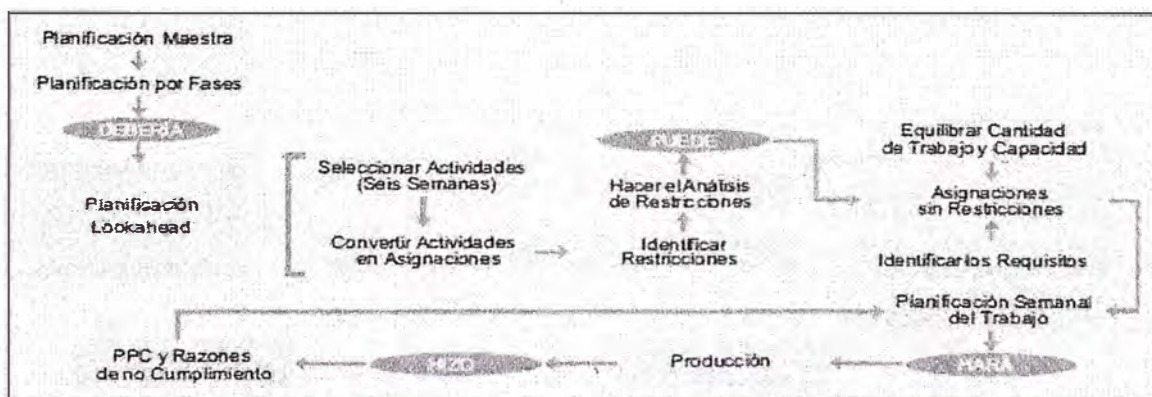 Planificación Maestra
Planificación por Fases
DEBERÍA
Planificación
Lookahead
Seleccionar Actividades
(Seis Semanas)
Convertir Actividades
en Asignaciones
Identificar
Restricciones
Hacer el Análisis
de Restricciones
PUEDE
Equilibrar Cantidad
de Trabajo y Capacidad
Asignaciones
sin Restricciones
Identificar los Requisitos
Planificación Semanal
del Trabajo
HARÁ
Producción
HIZO
PPC y Razones
de no Cumplimiento